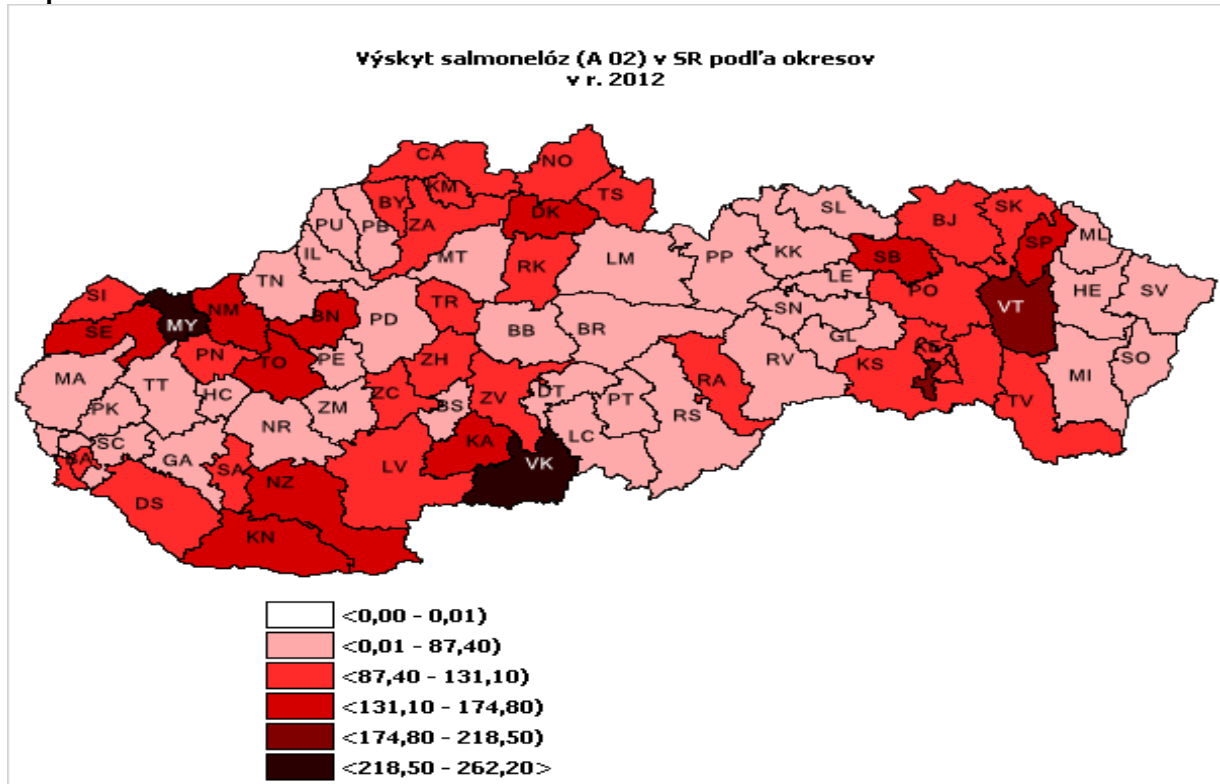 Výskyt salmonelóz (A 02) v SR podľa okresov
v r. 2012
CA NO
KM TS
BY DK
PU PB ZA SL BJ SK
IL MT SP ML
TN RK LM PP KK SB
SI LE PO HE SV
NM BN TR
SE MY PD BB BR SN VT
PN TO PE ZH GL SO
MA TT RV KS MI
HC ZC RA
PK ZM BS ZV DT PT TV
SC NR RS
GA KA LC
SA LV VK
DS NZ
KN
<0,00 - 0,01)
<0,01 - 87,40)
<87,40 - 131,10)
<131,10 - 174,80)
<174,80 - 218,50)
<218,50 - 262,20>